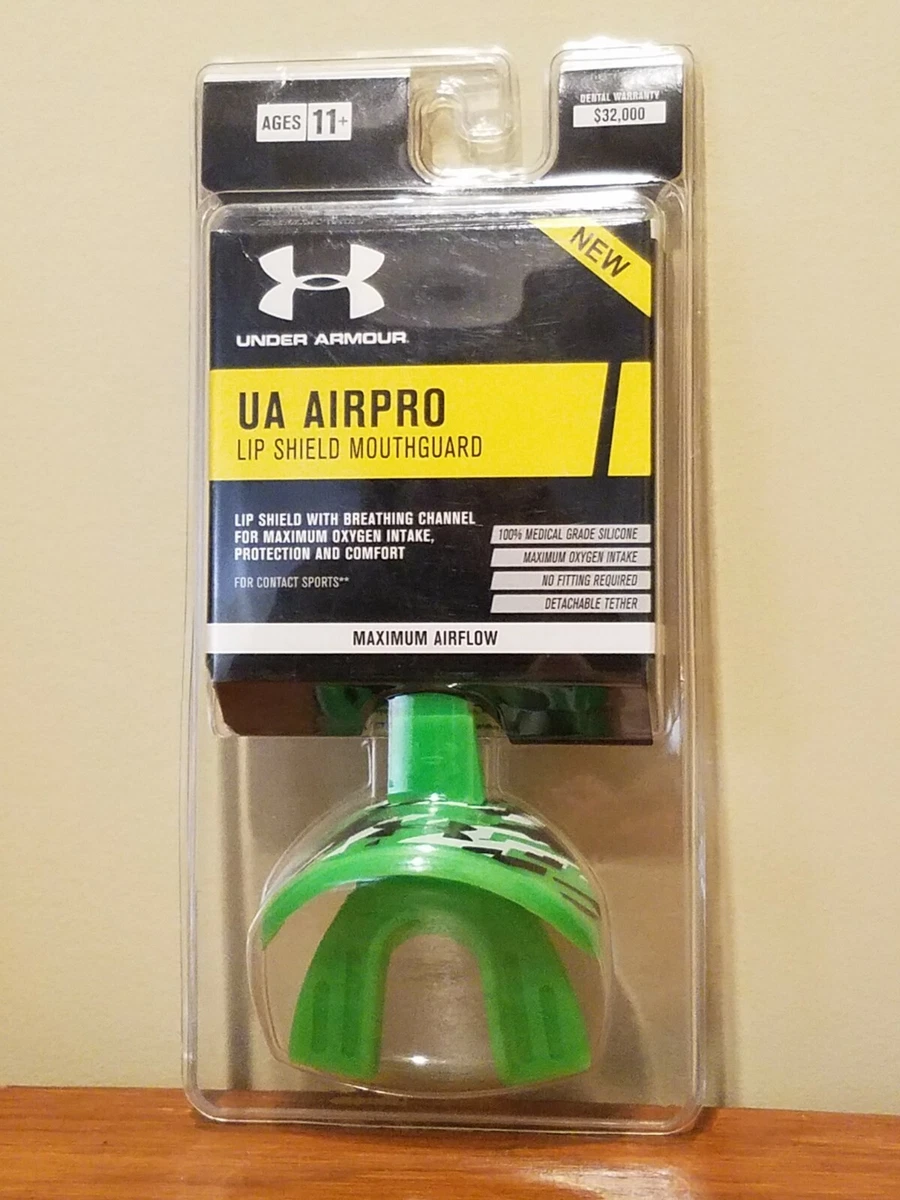 AGES 11+
DENTAL WARRANTY
$32,000
NEW
UNDER ARMOUR
UA AIRPRO
LIP SHIELD MOUTHGUARD
LIP SHIELD WITH BREATHING CHANNEL
FOR MAXIMUM OXYGEN INTAKE,
PROTECTION AND COMFORT
FOR CONTACT SPORTS**
100% MEDICAL GRADE SILICONE
MAXIMUM OXYGEN INTAKE
NO FITTING REQUIRED
DETACHABLE TETHER
MAXIMUM AIRFLOW